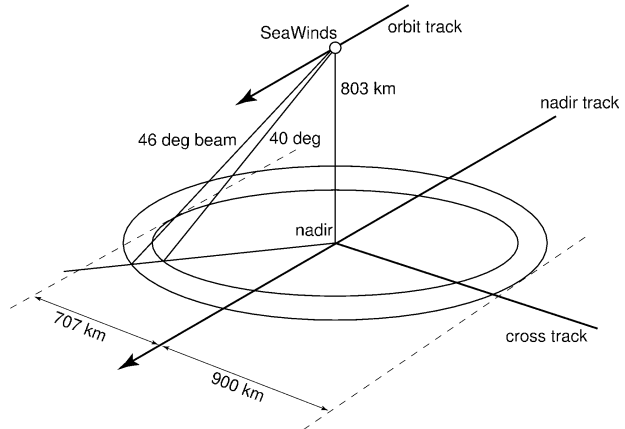 SeaWinds
orbit track
803 km
nadir track
46 deg beam
40 deg
nadir
cross track
707 km
900 km